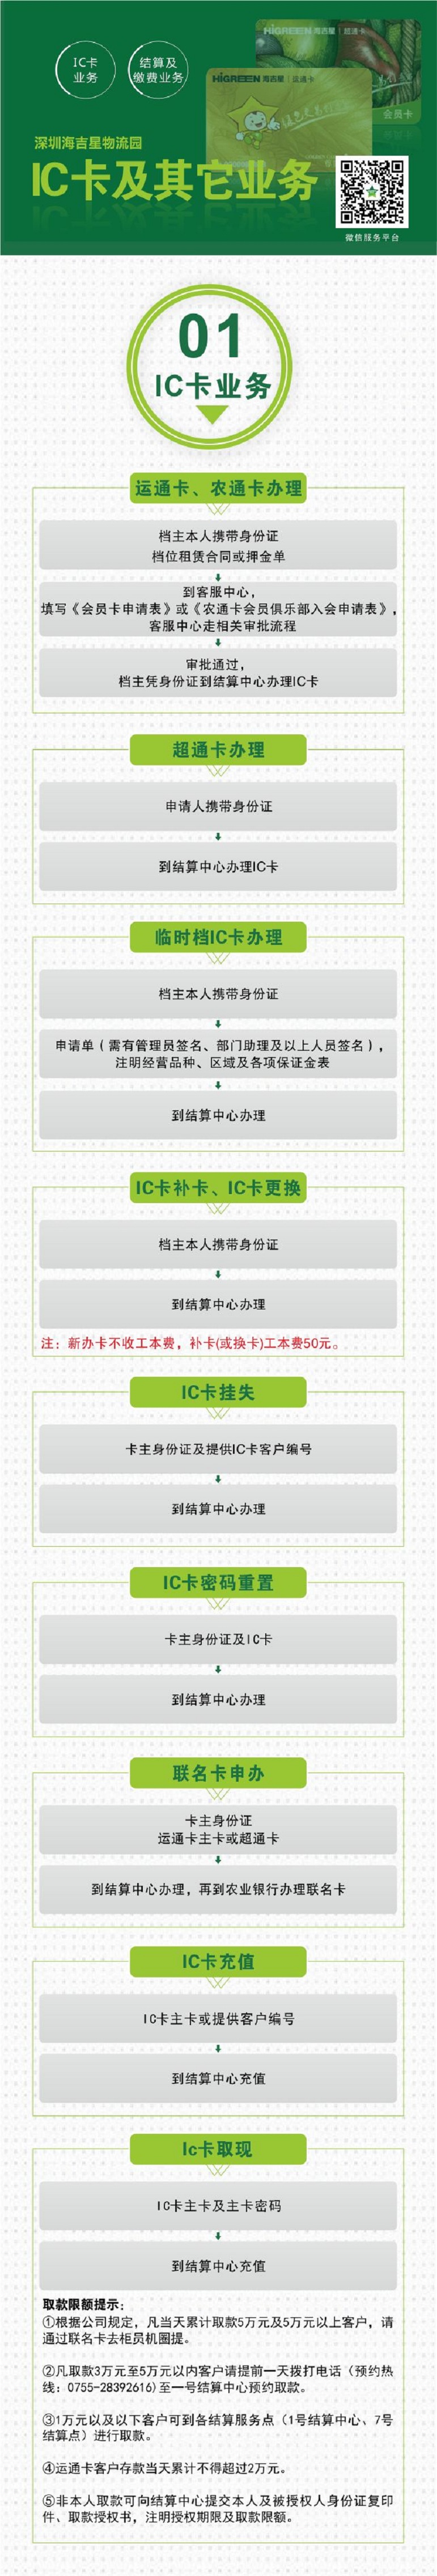 HIGREEN 海吉星 | 超通卡
IC卡
业务
结算及
缴费业务
HIGREEN 海吉星 | 运通卡
会员卡
深圳海吉星物流园
IC卡及其它业务
微信服务平台
01
IC卡业务
运通卡、农通卡办理
档主本人携带身份证
档位租赁合同或押金单
到客服中心，
填写《会员卡申请表》或《农通卡会员俱乐部入会申请表》，
客服中心走相关审批流程
审批通过，
档主凭身份证到结算中心办理IC卡
超通卡办理
申请人携带身份证
到结算中心办理IC卡
临时档IC卡办理
档主本人携带身份证
申请单（需有管理员签名、部门助理及以上人员签名），
注明经营品种、区域及各项保证金表
到结算中心办理
IC卡补卡、IC卡更换
档主本人携带身份证
到结算中心办理
注：新办卡不收工本费，补卡(或换卡)工本费50元。
IC卡挂失
卡主身份证及提供IC卡客户编号
到结算中心办理
IC卡密码重置
卡主身份证及IC卡
到结算中心办理
联名卡申办
卡主身份证
运通卡主卡或超通卡
到结算中心办理，再到农业银行办理联名卡
IC卡充值
IC卡主卡或提供客户编号
到结算中心充值
Ic卡取现
IC卡主卡及主卡密码
到结算中心充值
取款限额提示：
①根据公司规定，凡当天累计取款5万元及5万元以上客户，请
通过联名卡去柜员机圈提。
②凡取款3万元至5万元以内客户请提前一天拨打电话（预约热
线：0755-28392616)至一号结算中心预约取款。
③1万元以及以下客户可到各结算服务点（1号结算中心、7号
结算点）进行取款。
④运通卡客户存款当天累计不得超过2万元。
⑤非本人取款可向结算中心提交本人及被授权人身份证复印
件、取款授权书，注明授权期限及取款限额。